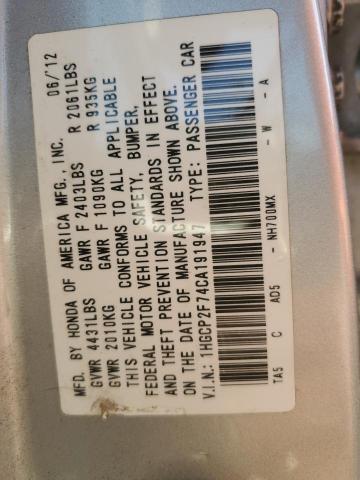 MFD. BY HONDA OF AMERICA MFG., INC. 06/'12
GVWR 4431LBS GAWR F 2403LBS R 2061LBS
GVWR 2010KG GAWR F 1090KG R 935KG
THIS VEHICLE CONFORMS TO ALL APPLICABLE
FEDERAL MOTOR VEHICLE SAFETY, BUMPER,
AND THEFT PREVENTION STANDARDS IN EFFECT
ON THE DATE OF MANUFACTURE SHOWN ABOVE.
V.I.N.: 1HGCP2F74CA191947 TYPE: PASSENGER CAR
TA5 C AD5 - NH700MX - W - A